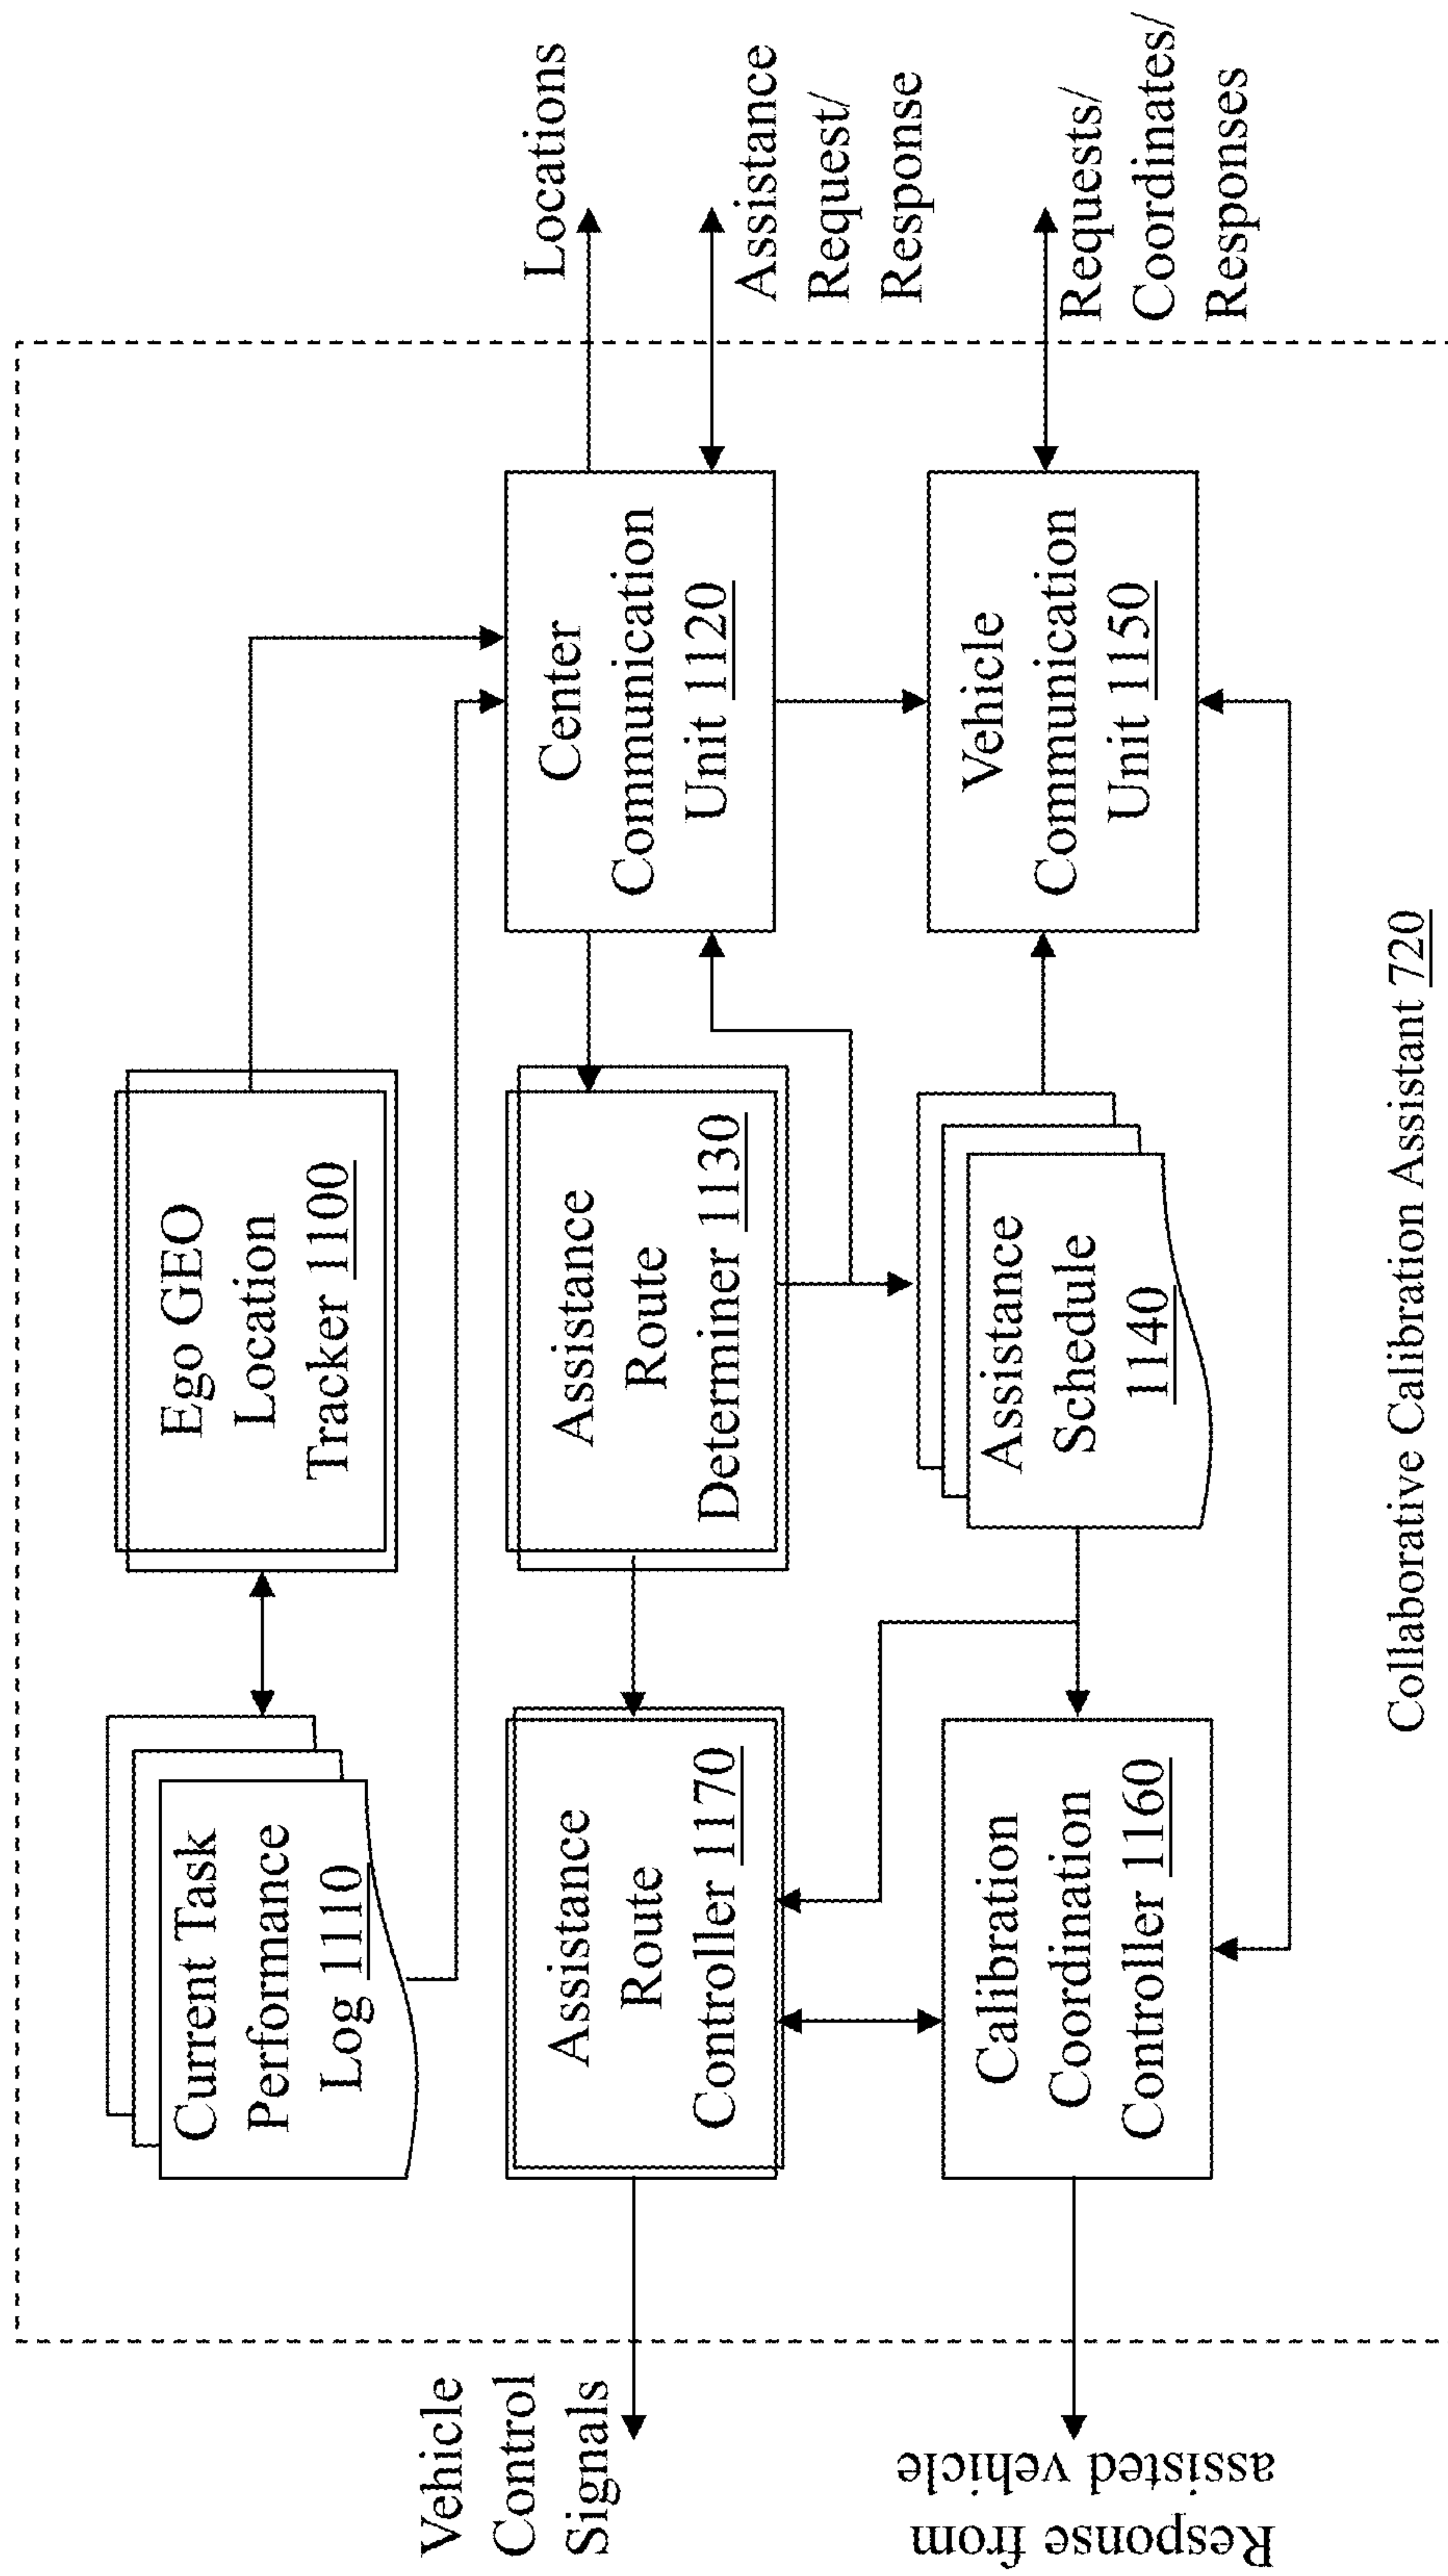 Current Task
Performance
Log 1110
Ego GEO
Location
Tracker 1100
Locations
Vehicle
Control
Signals
Assistance
Route
Controller 1170
Assistance
Route
Determiner 1130
Center
Communication
Unit 1120
Assistance
Request/
Response
Response from
assisted vehicle
Calibration
Coordination
Controller 1160
Assistance
Schedule
1140
Vehicle
Communication
Unit 1150
Requests/
Coordinates/
Responses
Collaborative Calibration Assistant 720